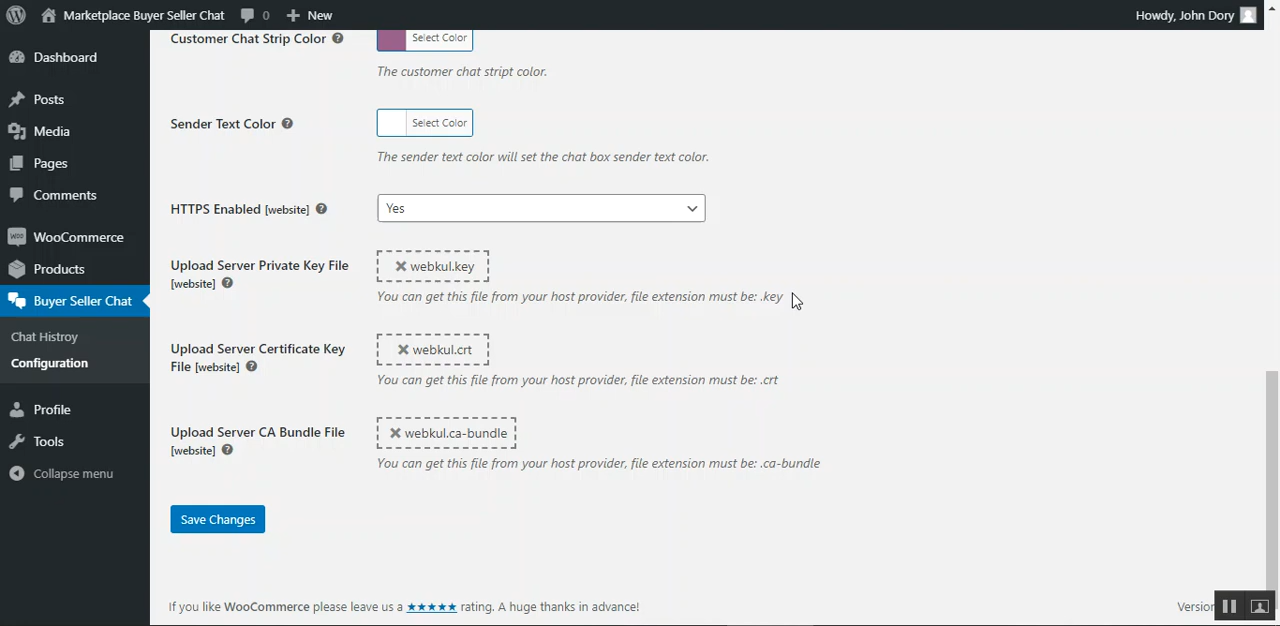 Marketplace Buyer Seller Chat 0 New Howdy, John Dory
Dashboard
Posts
Media
Pages
Comments
WooCommerce
Products
Buyer Seller Chat
Chat Histroy
Configuration
Profile
Tools
Collapse menu
Customer Chat Strip Color Select Color
The customer chat stript color.
Sender Text Color Select Color
The sender text color will set the chat box sender text color.
HTTPS Enabled [website] Yes
Upload Server Private Key File
[website]
webkul.key
You can get this file from your host provider, file extension must be: .key
Upload Server Certificate Key
File [website]
webkul.crt
You can get this file from your host provider, file extension must be: .crt
Upload Server CA Bundle File
[website]
webkul.ca-bundle
You can get this file from your host provider, file extension must be: .ca-bundle
Save Changes
If you like WooCommerce please leave us a ★★★★★ rating. A huge thanks in advance!